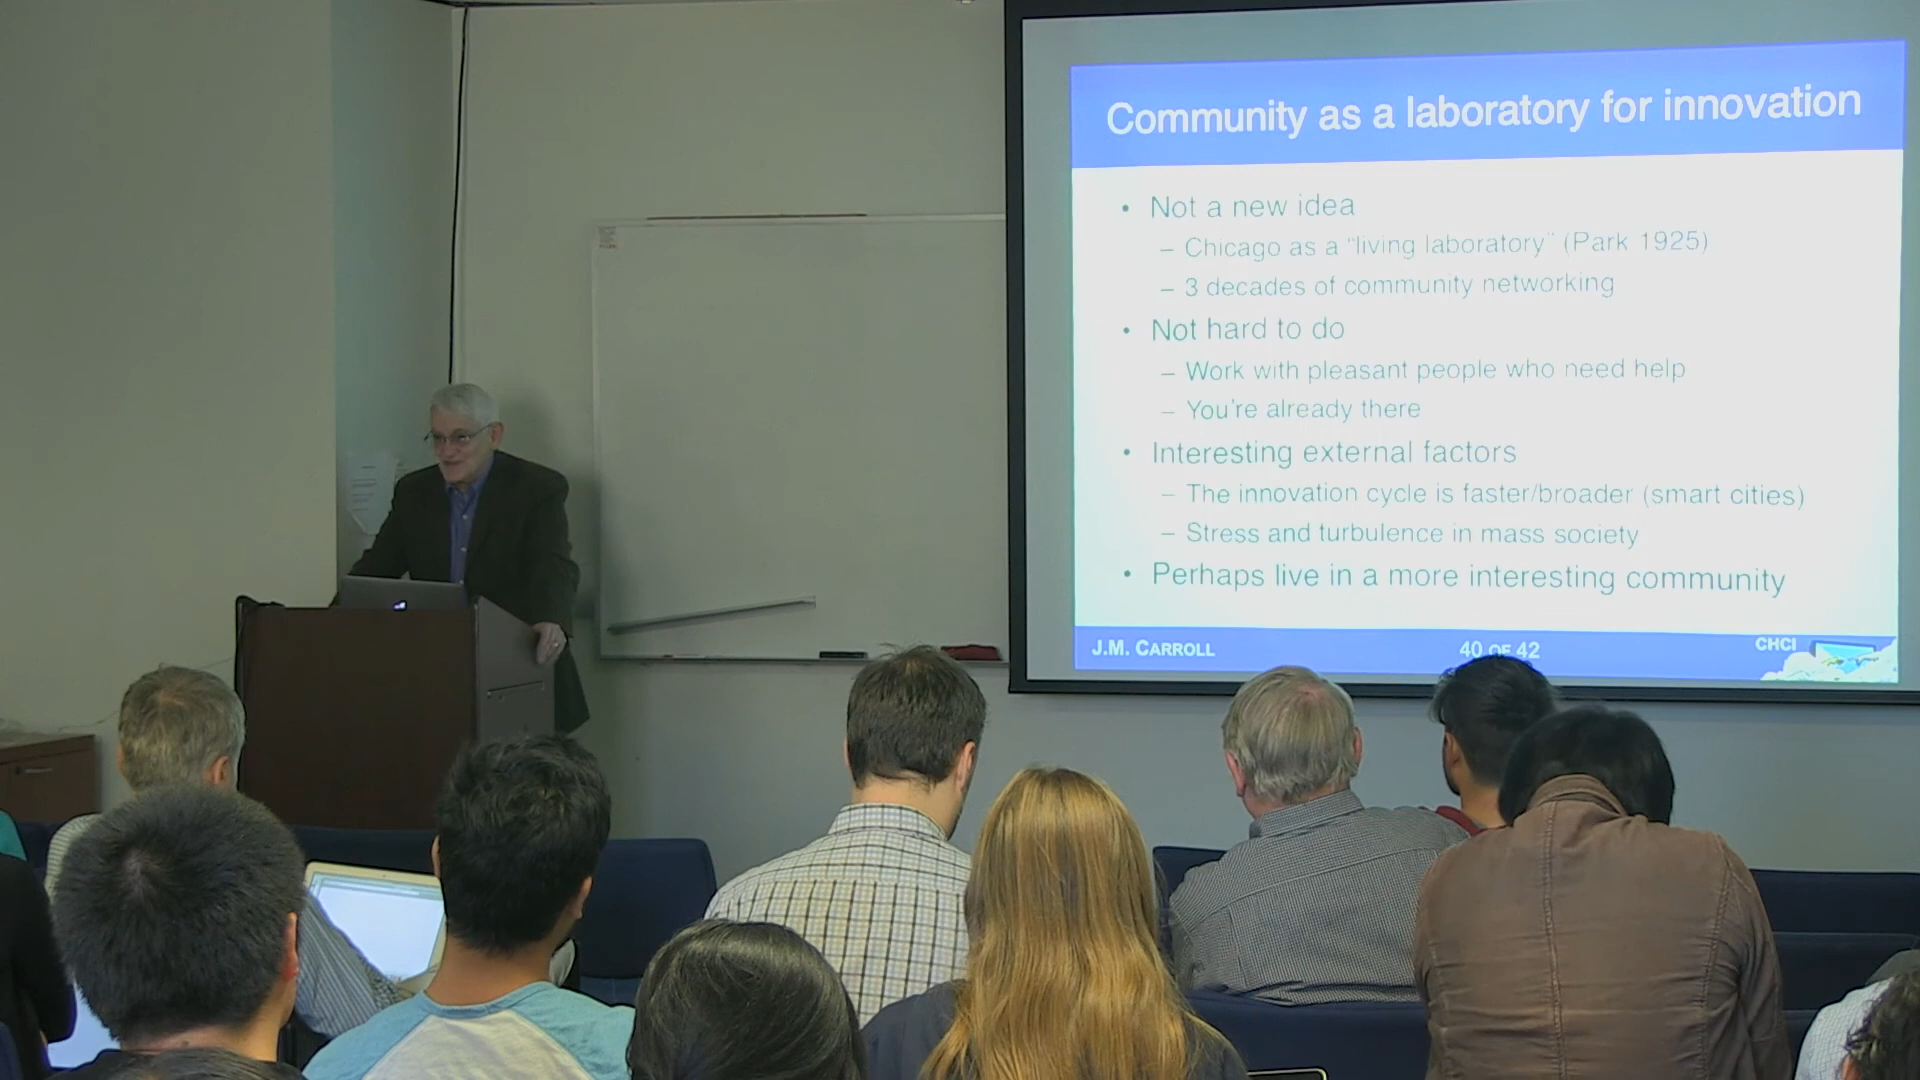 Community as a laboratory for innovation
• Not a new idea
– Chicago as a "living laboratory" (Park 1925)
– 3 decades of community networking
• Not hard to do
– Work with pleasant people who need help
– You're already there
• Interesting external factors
– The innovation cycle is faster/broader (smart cities)
– Stress and turbulence in mass society
• Perhaps live in a more interesting community
J.M. CARROLL
40 OF 42
CHCI